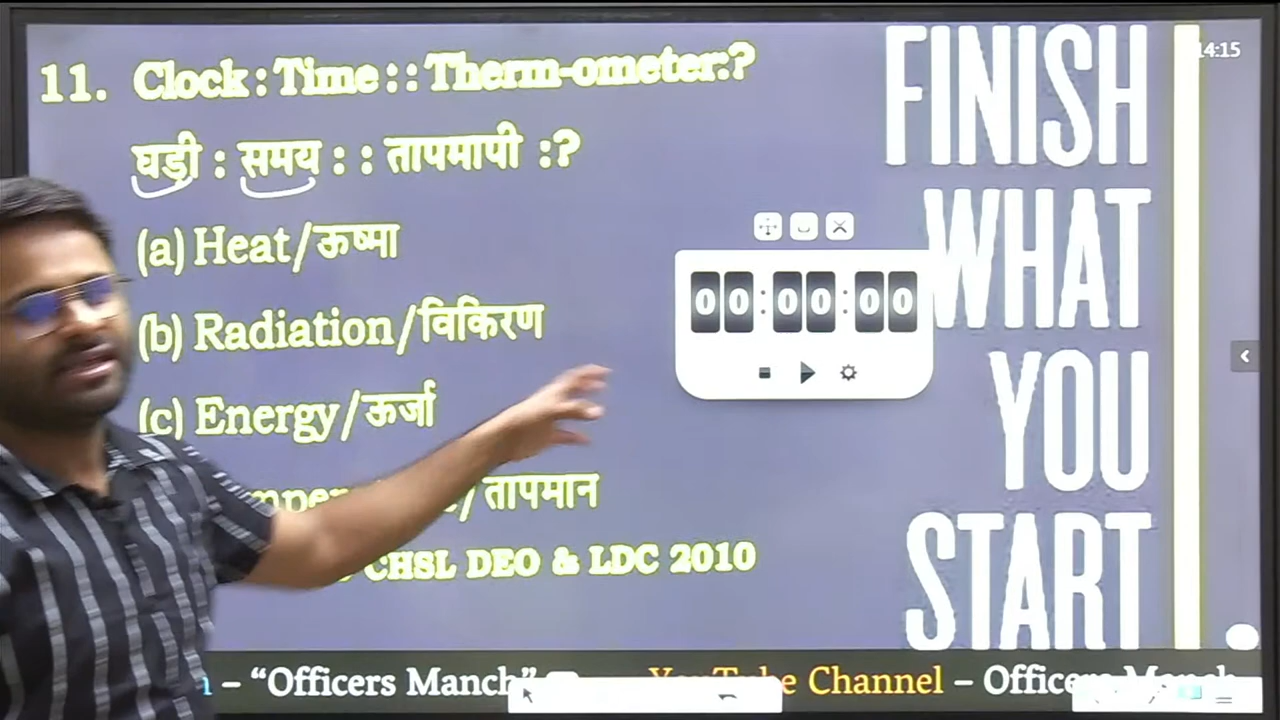 11. Clock : Time : : Therm-ometer:?
घड़ी : समय : : तापमापी :?
(a) Heat/ऊष्मा
(b) Radiation/विकिरण
(c) Energy/ऊर्जा
तापमान
CHSL DEO & LDC 2010
FINISH
WHAT
YOU
START.
14:15
00:00:00
– “Officers Manch” YouTube Channel – Officers Manch